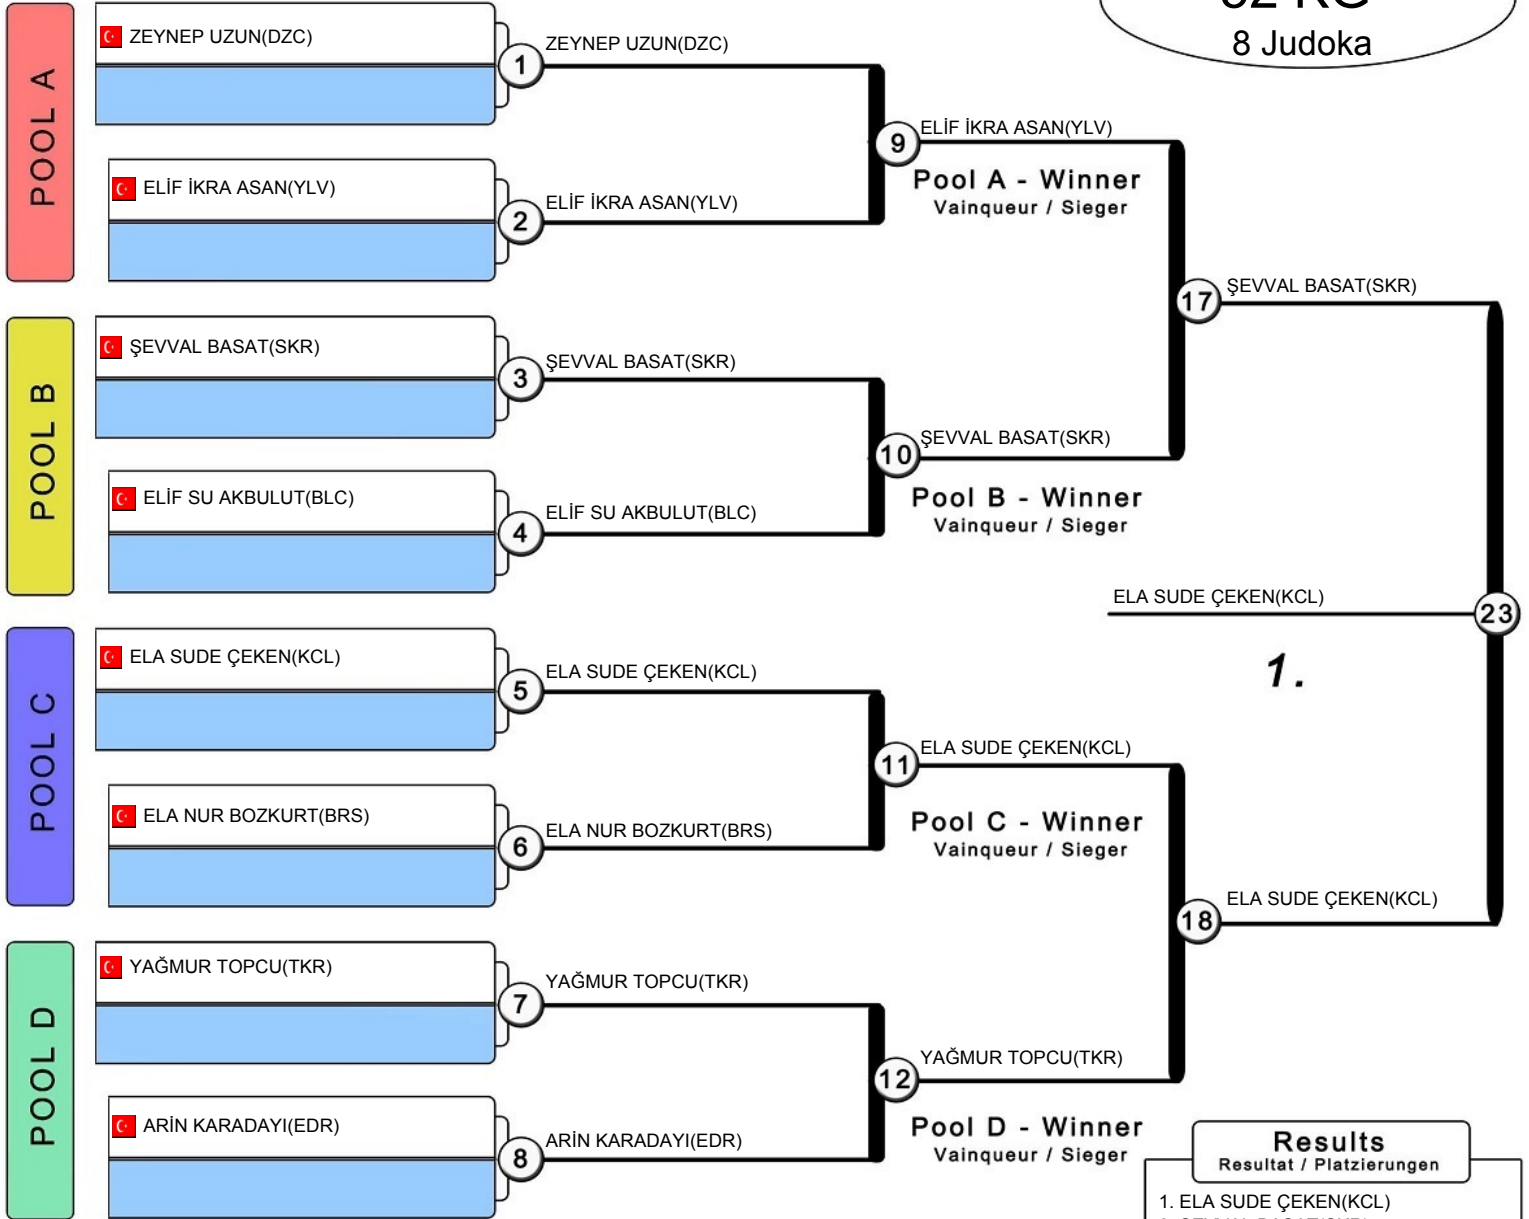 8 Judoka
POOL A
ZEYNEP UZUN(DZC)
1
ZEYNEP UZUN(DZC)
ELİF İKRA ASAN(YLV)
2
ELİF İKRA ASAN(YLV)
9
ELİF İKRA ASAN(YLV)
Pool A - Winner
Vainqueur / Sieger
POOL B
ŞEVVAL BASAT(SKR)
3
ŞEVVAL BASAT(SKR)
ELİF SU AKBULUT(BLC)
4
ELİF SU AKBULUT(BLC)
10
ŞEVVAL BASAT(SKR)
Pool B - Winner
Vainqueur / Sieger
17
ŞEVVAL BASAT(SKR)
POOL C
ELA SUDE ÇEKEN(KCL)
5
ELA SUDE ÇEKEN(KCL)
ELA NUR BOZKURT(BRS)
6
ELA NUR BOZKURT(BRS)
11
ELA SUDE ÇEKEN(KCL)
Pool C - Winner
Vainqueur / Sieger
POOL D
YAĞMUR TOPCU(TKR)
7
YAĞMUR TOPCU(TKR)
ARİN KARADAYI(EDR)
8
ARİN KARADAYI(EDR)
12
YAĞMUR TOPCU(TKR)
Pool D - Winner
Vainqueur / Sieger
18
ELA SUDE ÇEKEN(KCL)
ELA SUDE ÇEKEN(KCL)
23
1.
Results
Resultat / Platzierungen
1. ELA SUDE ÇEKEN(KCL)